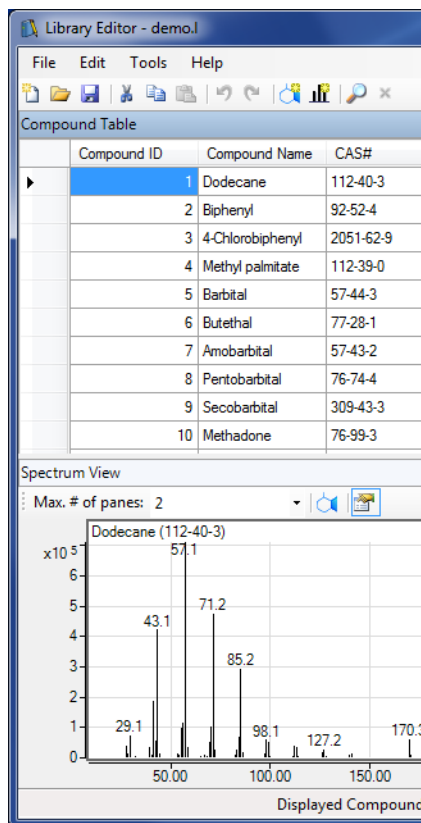 Library Editor - demo.l
File Edit Tools Help
Compound Table
Compound ID Compound Name CAS#
1 Dodecane 112-40-3
2 Biphenyl 92-52-4
3 4-Chlorobiphenyl 2051-62-9
4 Methyl palmitate 112-39-0
5 Barbital 57-44-3
6 Butethal 77-28-1
7 Amobarbital 57-43-2
8 Pentobarbital 76-74-4
9 Secobarbital 309-43-3
10 Methadone 76-99-3
Spectrum View
Max. # of panes: 2
Dodecane (112-40-3)
x10 5
57.1
6
5
71.2
4
43.1
3
85.2
2
1
29.1
98.1
127.2
170.3
0
50.00 100.00 150.00
Displayed Compound